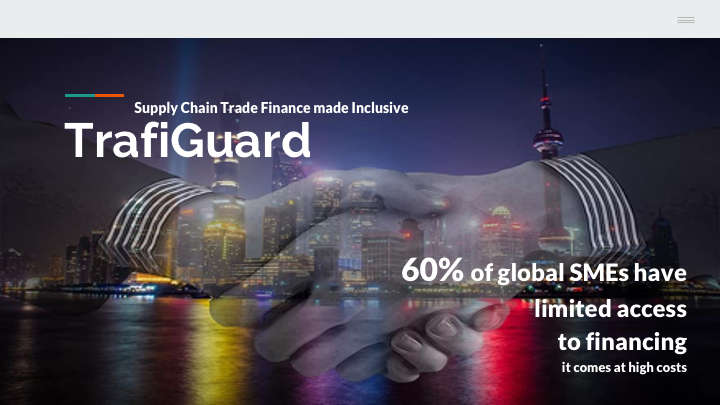 Supply Chain Trade Finance made Inclusive
TrafiGuard
60% of global SMEs have
limited access
to financing
it comes at high costs